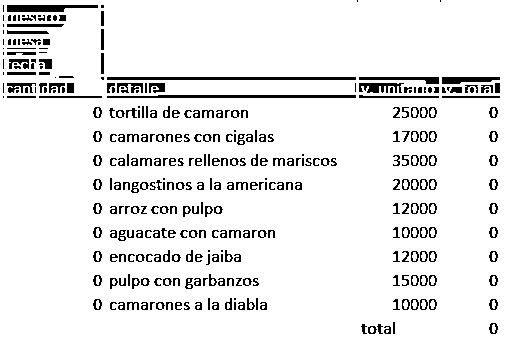 mesero
mesa
fecha
cantidad detalle v. unitario v. total
0 tortilla de camaron 25000 0
0 camarones con cigalas 17000 0
0 calamares rellenos de mariscos 35000 0
0 langostinos a la americana 20000 0
0 arroz con pulpo 12000 0
0 aguacate con camaron 10000 0
0 encocado de jaiba 12000 0
0 pulpo con garbanzos 15000 0
0 camarones a la diabla 10000 0
total 0